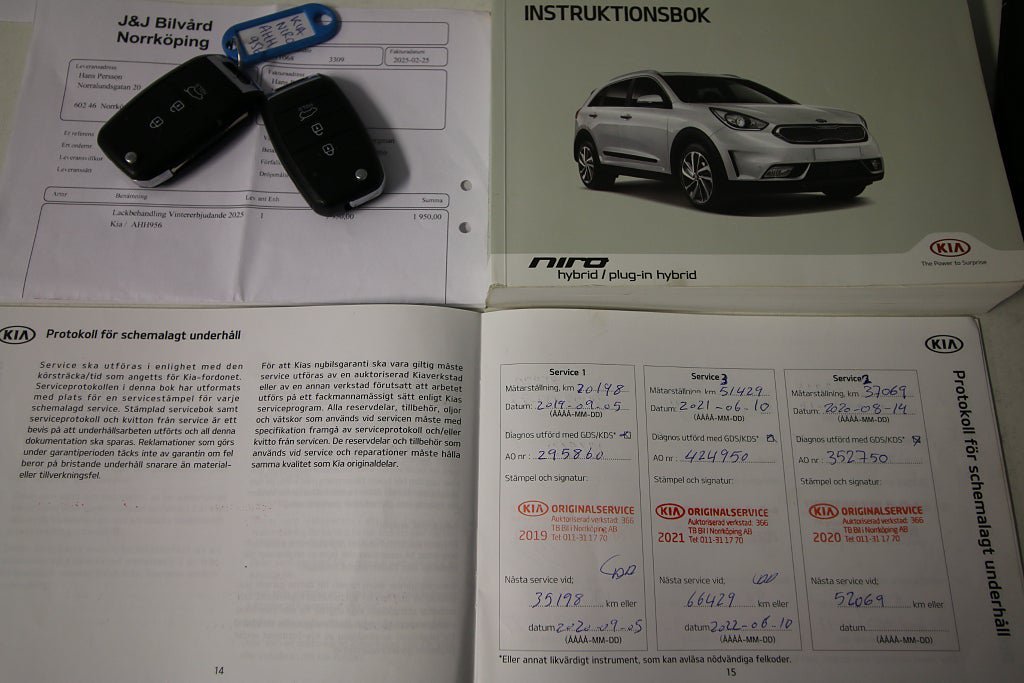 J&J Bilvård
Norrköping
KIA
NIRO
AHH
956
3309
Fakturadatum
2025-02-25
Leveransadress
Hans Persson
Norralundsgatan 20
602 46 Norrkö
Fakturaadress
Hans
Er referens
Ert ordernr
Leveransvillkor
Leveranssätt
Artnr Benämning Lev. ant Enh Summa
Lackbehandling Vintererbjudande 2025 1 1 950,00
Kia / AHH956
INSTRUKTIONSBOK
KIA
The Power to Surprise
niro
hybrid / plug-in hybrid
KIA Protokoll för schemalagt underhåll
Service ska utföras i enlighet med den
körsträcka/tid som angetts för Kia-fordonet.
Serviceprotokollen i denna bok har utformats
med plats för en servicestämpel för varje
schemalagd service. Stämplad servicebok samt
serviceprotokoll och kvitton från service är ett
bevis på att underhållsarbeten utförts och all denna
dokumentation ska sparas. Reklamationer som görs
under garantiperioden täcks inte av garantin om fel
beror på bristande underhåll snarare än material-
eller tillverkningsfel.
För att Kias nybilsgaranti ska vara giltig måste
service utföras av en auktoriserad Kiaverkstad
eller av en annan verkstad förutsatt att arbetet
utförs på ett fackmannamässigt sätt enligt Kias
serviceprogram. Alla reservdelar, tillbehör, oljor
och vätskor som används vid servicen måste med
specifikation framgå av serviceprotokoll och/eller
kvitto från servicen. De reservdelar och tillbehör som
används vid service och reparationer måste hålla
samma kvalitet som Kia originaldelar.
14
KIA
Protokoll för schemalagt underhåll
Service 1
Mätarställning, km 20198
Datum: 2019-09-05
(ÅÅÅÅ-MM-DD)
Diagnos utförd med GDS/KDS*
AO nr : 295860
Stämpel och signatur:
KIA ORIGINALSERVICE
Auktoriserad verkstad: 366
TB Bil i Norrköping AB
2019 Tel 011-31 17 70
Nästa service vid;
35198 km eller
datum 2020-09-05
(ÅÅÅÅ-MM-DD)
Service 3
Mätarställning, km 51429
Datum: 2021-06-10
(ÅÅÅÅ-MM-DD)
Diagnos utförd med GDS/KDS*
AO nr : 424950
Stämpel och signatur:
KIA ORIGINALSERVICE
Auktoriserad verkstad: 366
TB Bil i Norrköping AB
2021 Tel 011-31 17 70
Nästa service vid;
66429 km eller
datum 2022-06-10
(ÅÅÅÅ-MM-DD)
Service 2
Mätarställning, km 37069
Datum: 2020-08-14
(ÅÅÅÅ-MM-DD)
Diagnos utförd med GDS/KDS*
AO nr : 352750
Stämpel och signatur:
KIA ORIGINALSERVICE
Auktoriserad verkstad: 366
TB Bil i Norrköping AB
2020 Tel 011-31 17 70
Nästa service vid;
52069 km eller
datum
(ÅÅÅÅ-MM-DD)
*Eller annat likvärdigt instrument, som kan avläsa nödvändiga felkoder.
15